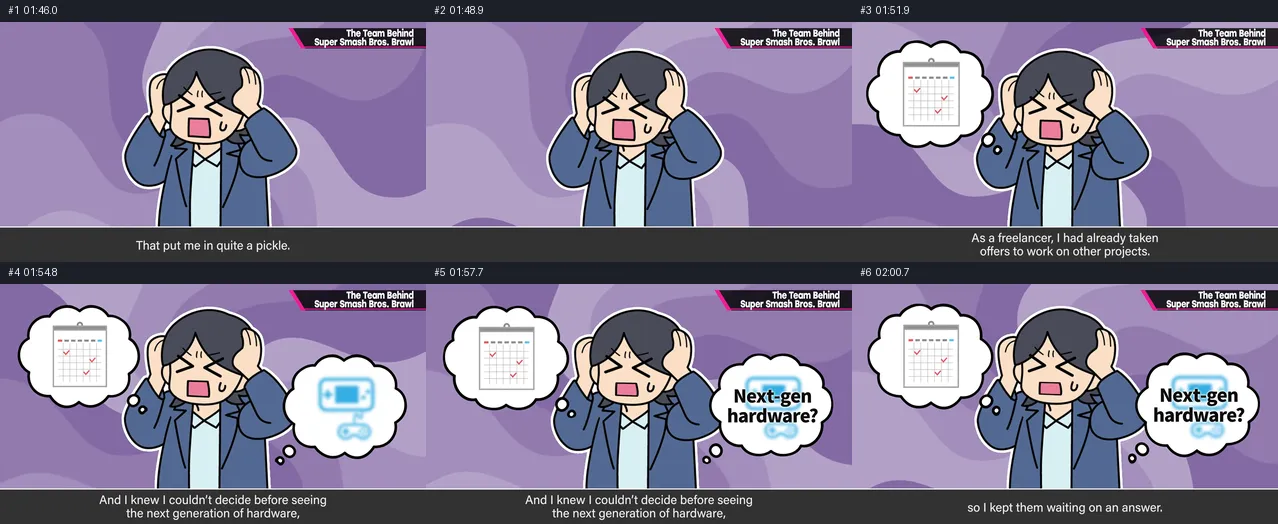 #1 01:46.0
The Team Behind
Super Smash Bros. Brawl
That put me in quite a pickle.
#2 01:48.9
The Team Behind
Super Smash Bros. Brawl
#3 01:51.9
The Team Behind
Super Smash Bros. Brawl
As a freelancer, I had already taken
offers to work on other projects.
#4 01:54.8
The Team Behind
Super Smash Bros. Brawl
And I knew I couldn't decide before seeing
the next generation of hardware,
#5 01:57.7
The Team Behind
Super Smash Bros. Brawl
Next-gen
hardware?
And I knew I couldn't decide before seeing
the next generation of hardware,
#6 02:00.7
The Team Behind
Super Smash Bros. Brawl
Next-gen
hardware?
so I kept them waiting on an answer.